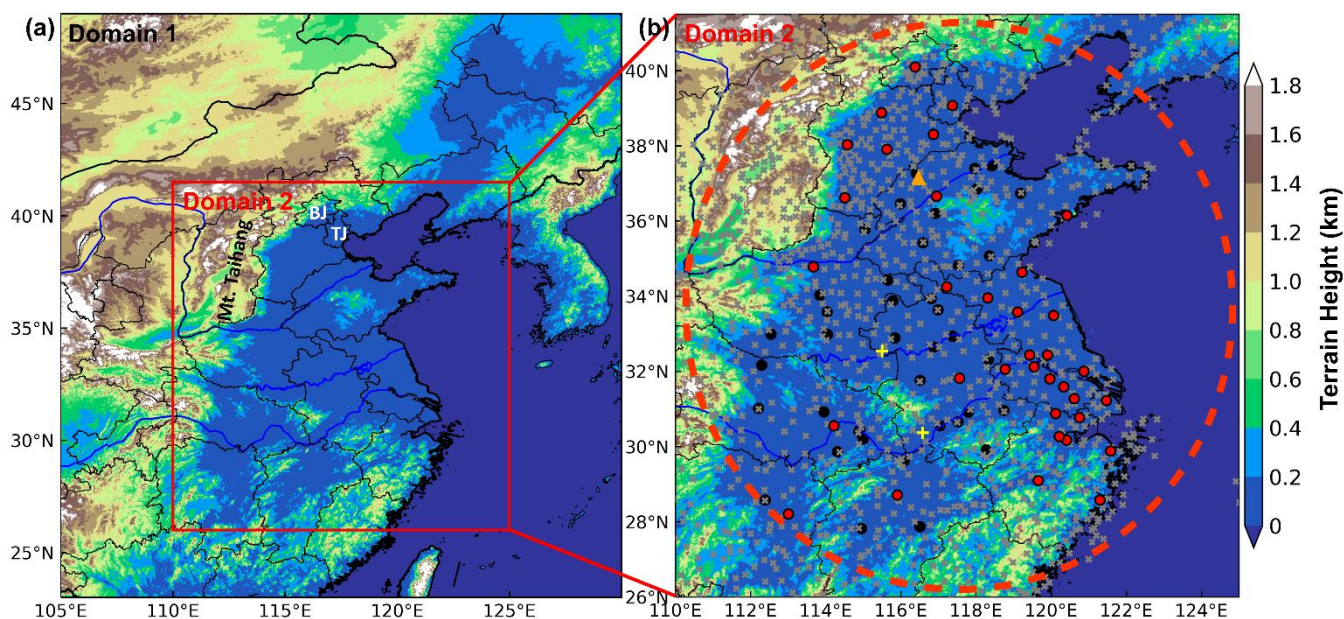 (a) Domain 1
Domain 2
BJ
TJ
Mt. Taihang
45°N
40°N
35°N
30°N
25°N
105°E 110°E 115°E 120°E 125°E
(b) Domain 2
40°N
38°N
36°N
34°N
32°N
30°N
28°N
26°N
110°E 112°E 114°E 116°E 118°E 120°E 122°E 124°E
1.8
1.6
1.4
1.2
1.0
0.8
0.6
0.4
0.2
0
Terrain Height (km)